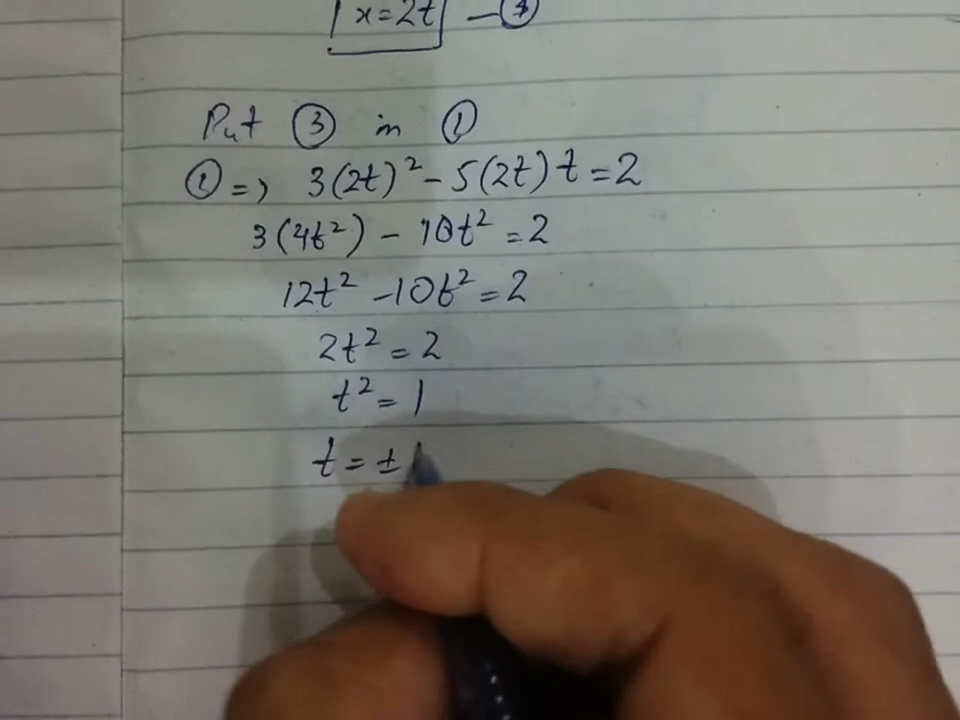 x=2t —③
Put ③ in ①
① => 3(2t)² - 5(2t)t = 2
3(4t²) - 10t² = 2
12t² - 10t² = 2
2t² = 2
t² = 1
t = ±1